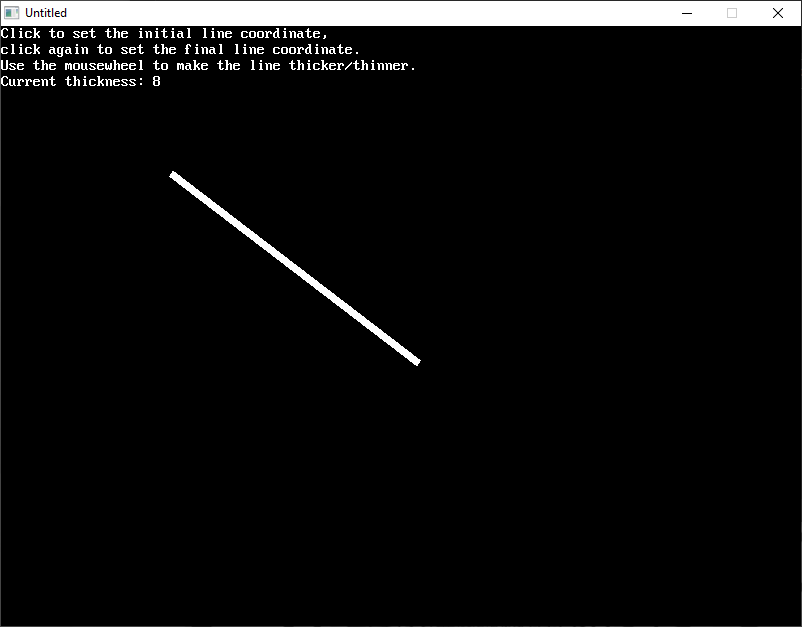 Untitled
Click to set the initial line coordinate,
click again to set the final line coordinate.
Use the mousewheel to make the line thicker/thinner.
Current thickness: 8